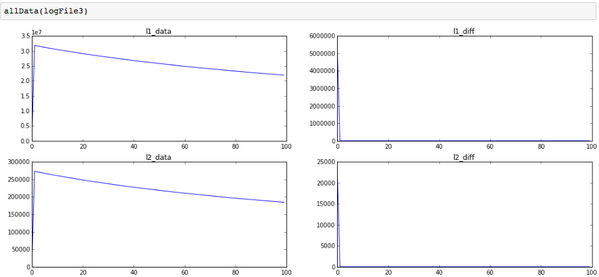 allData(logFile3)
l1_data
1e7
3.5
3.0
2.5
2.0
1.5
1.0
0.5
0.0
0 20 40 60 80 100
l1_diff
6000000
5000000
4000000
3000000
2000000
1000000
0
0 20 40 60 80 100
l2_data
300000
250000
200000
150000
100000
50000
0
0 20 40 60 80 100
l2_diff
25000
20000
15000
10000
5000
0
0 20 40 60 80 100